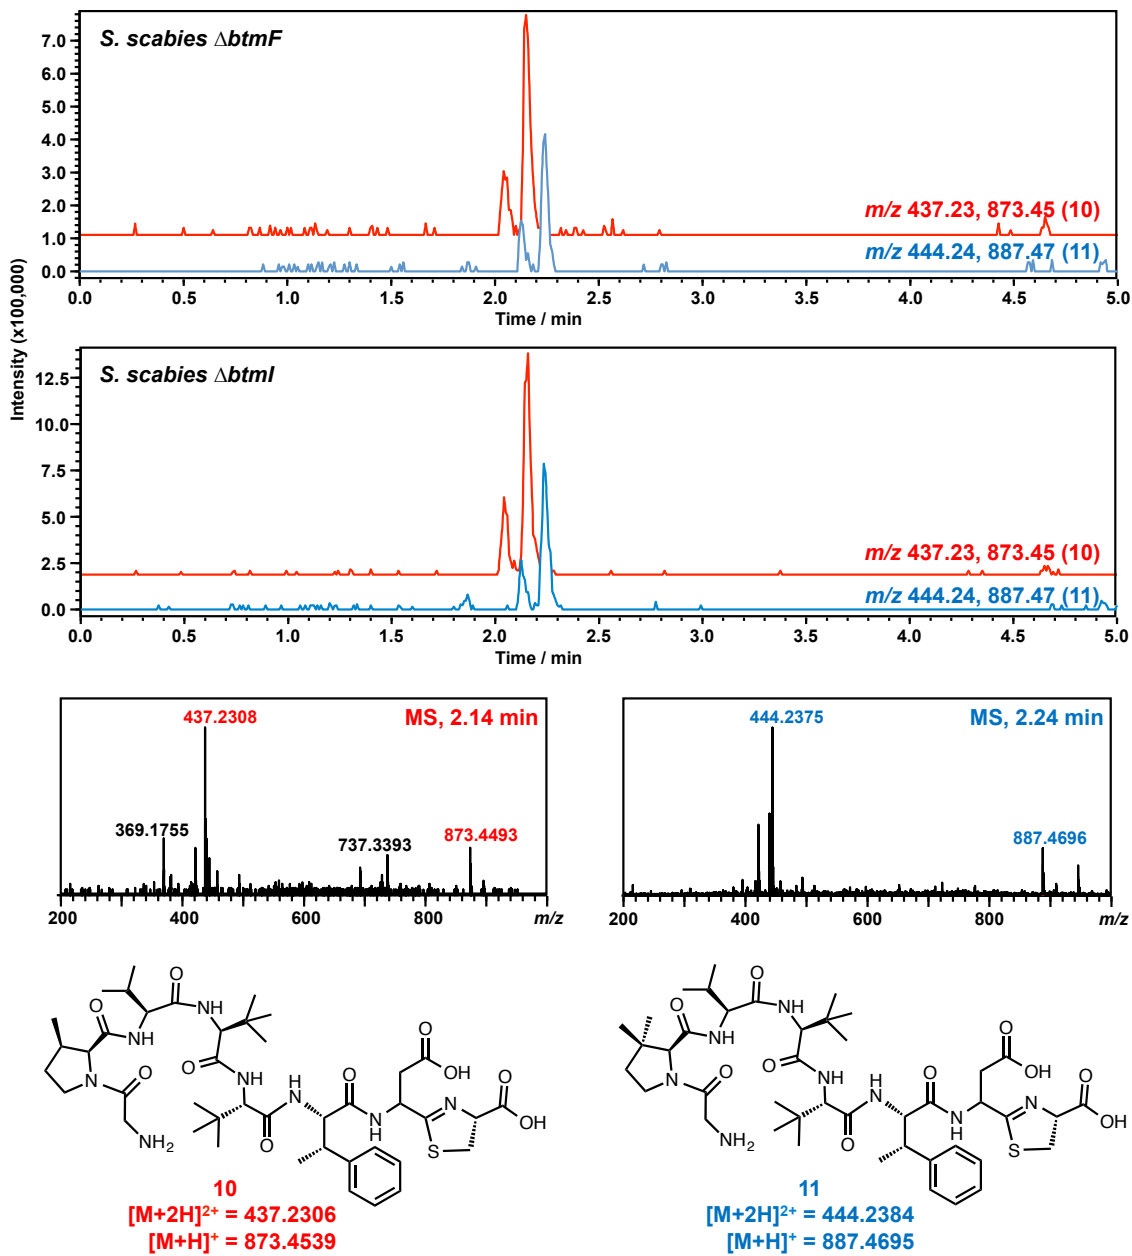 S. scabies ΔbtmF
7.0
6.0
5.0
4.0
3.0
2.0
1.0
0.0
m/z 437.23, 873.45 (10)
m/z 444.24, 887.47 (11)
0.0 0.5 1.0 1.5 2.0 2.5 3.0 3.5 4.0 4.5 5.0
Time / min
Intensity (x100,000)
S. scabies ΔbtmI
12.5
10.0
7.5
5.0
2.5
0.0
m/z 437.23, 873.45 (10)
m/z 444.24, 887.47 (11)
0.0 0.5 1.0 1.5 2.0 2.5 3.0 3.5 4.0 4.5 5.0
Time / min
437.2308 MS, 2.14 min
369.1755 737.3393 873.4493
200 400 600 800 m/z
444.2375 MS, 2.24 min
887.4696
200 400 600 800 m/z
O O NH NH O N O NH2 O NH O H N O N H O OH N S O OH
10
[M+2H]2+ = 437.2306
[M+H]+ = 873.4539
O O NH NH O N O NH2 O NH O H N O N H O OH N S O OH
11
[M+2H]2+ = 444.2384
[M+H]+ = 887.4695